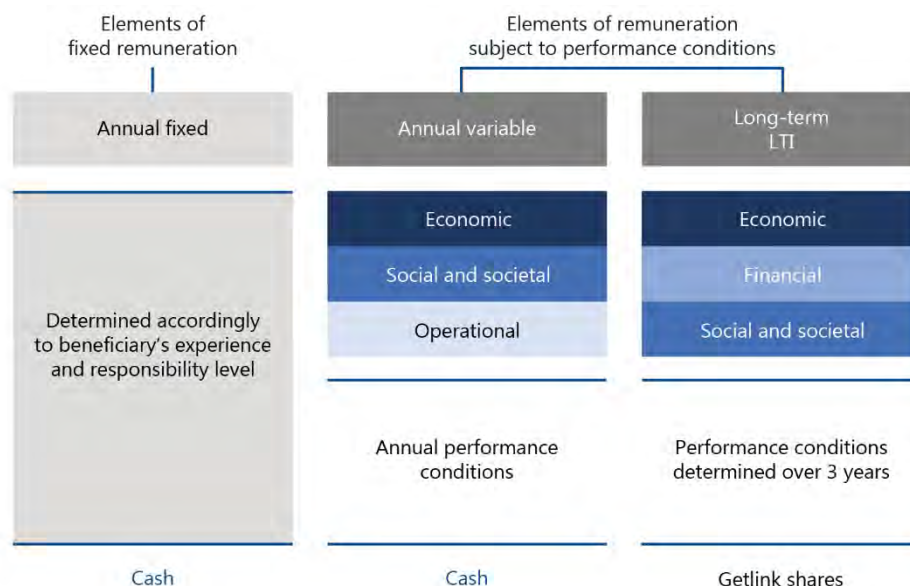 Elements of
fixed remuneration
Elements of remuneration
subject to performance conditions
Annual fixed
Annual variable
Long-term
LTI
Determined accordingly
to beneficiary's experience
and responsibility level
Economic
Social and societal
Operational
Economic
Financial
Social and societal
Annual performance
conditions
Performance conditions
determined over 3 years
Cash
Cash
Getlink shares